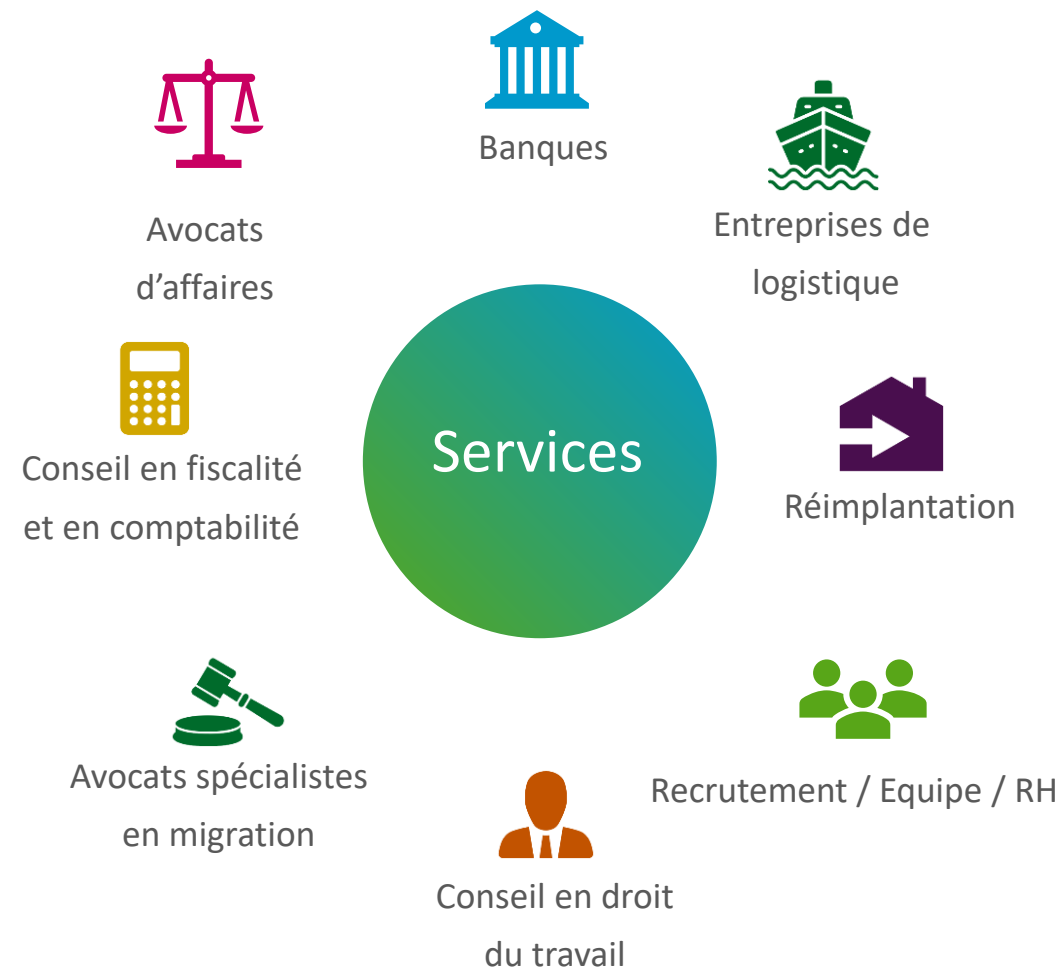 Banques
Avocats
d’affaires
Entreprises de
logistique
Services
Conseil en fiscalité
et en comptabilité
Réimplantation
Avocats spécialistes
en migration
Recrutement / Equipe / RH
Conseil en droit
du travail